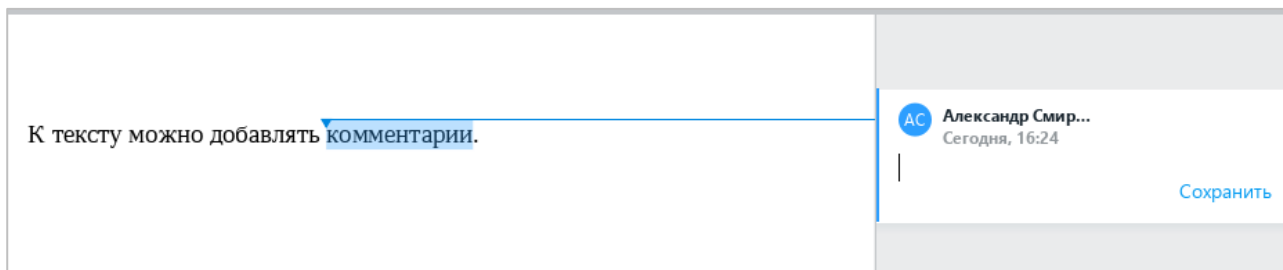 К тексту можно добавлять комментарии.
АС
Александр Смир...
Сегодня, 16:24
Сохранить